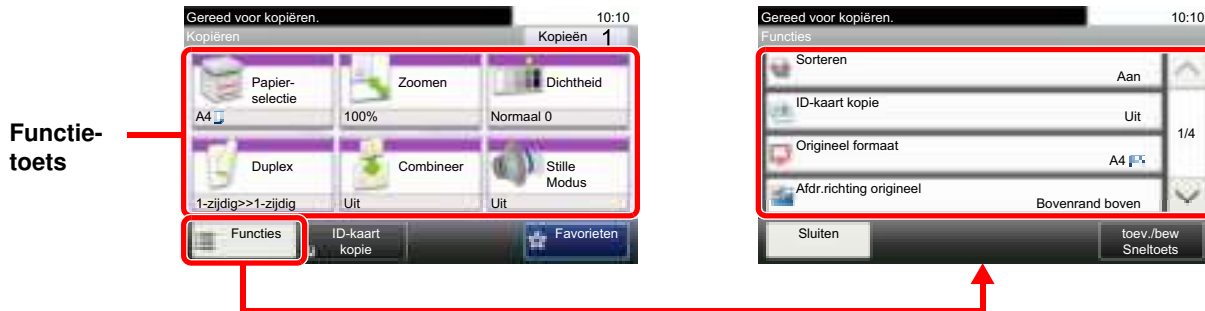 Functie-
toets
Gereed voor kopiëren.
10:10
Kopiëren
Kopieën 1
Papier-
selectie
A4
Zoomen
100%
Dichtheid
Normaal 0
Duplex
1-zijdig>>1-zijdig
Combineer
Uit
Stille
Modus
Uit
Functies
ID-kaart
kopie
Favorieten
Gereed voor kopiëren.
10:10
Functies
Sorteren
Aan
ID-kaart kopie
Uit
Origineel formaat
A4
Afdr.richting origineel
Bovenrand boven
1/4
Sluiten
toev./bew
Sneltoets